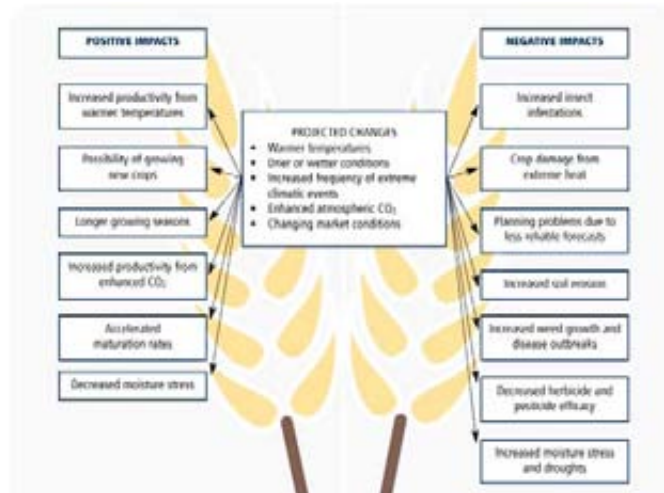 POSITIVE IMPACTS
Increased productivity from
warmer temperatures
Possibility of growing
new crops
Longer growing seasons
Increased productivity from
enhanced CO₂
Accelerated
maturation rates
Decreased moisture stress
PROJECTED CHANGES
• Warmer temperatures
• Drier or wetter conditions
• Increased frequency of extreme
climatic events
• Enhanced atmospheric CO₂
• Changing market conditions
NEGATIVE IMPACTS
Increased insect
infestations
Crop damage from
extreme heat
Planning problems due to
less reliable forecasts
Increased soil erosion
Increased weed growth and
disease outbreaks
Decreased herbicide and
pesticide efficacy
Increased moisture stress
and droughts